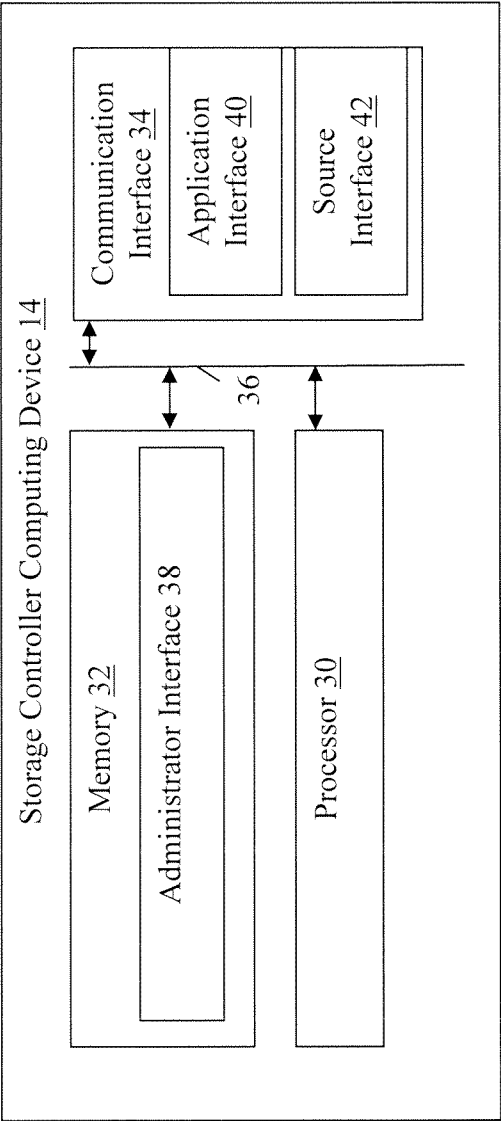 Storage Controller Computing Device 14
Memory 32
Administrator Interface 38
Processor 30
36
Communication
Interface 34
Application
Interface 40
Source
Interface 42